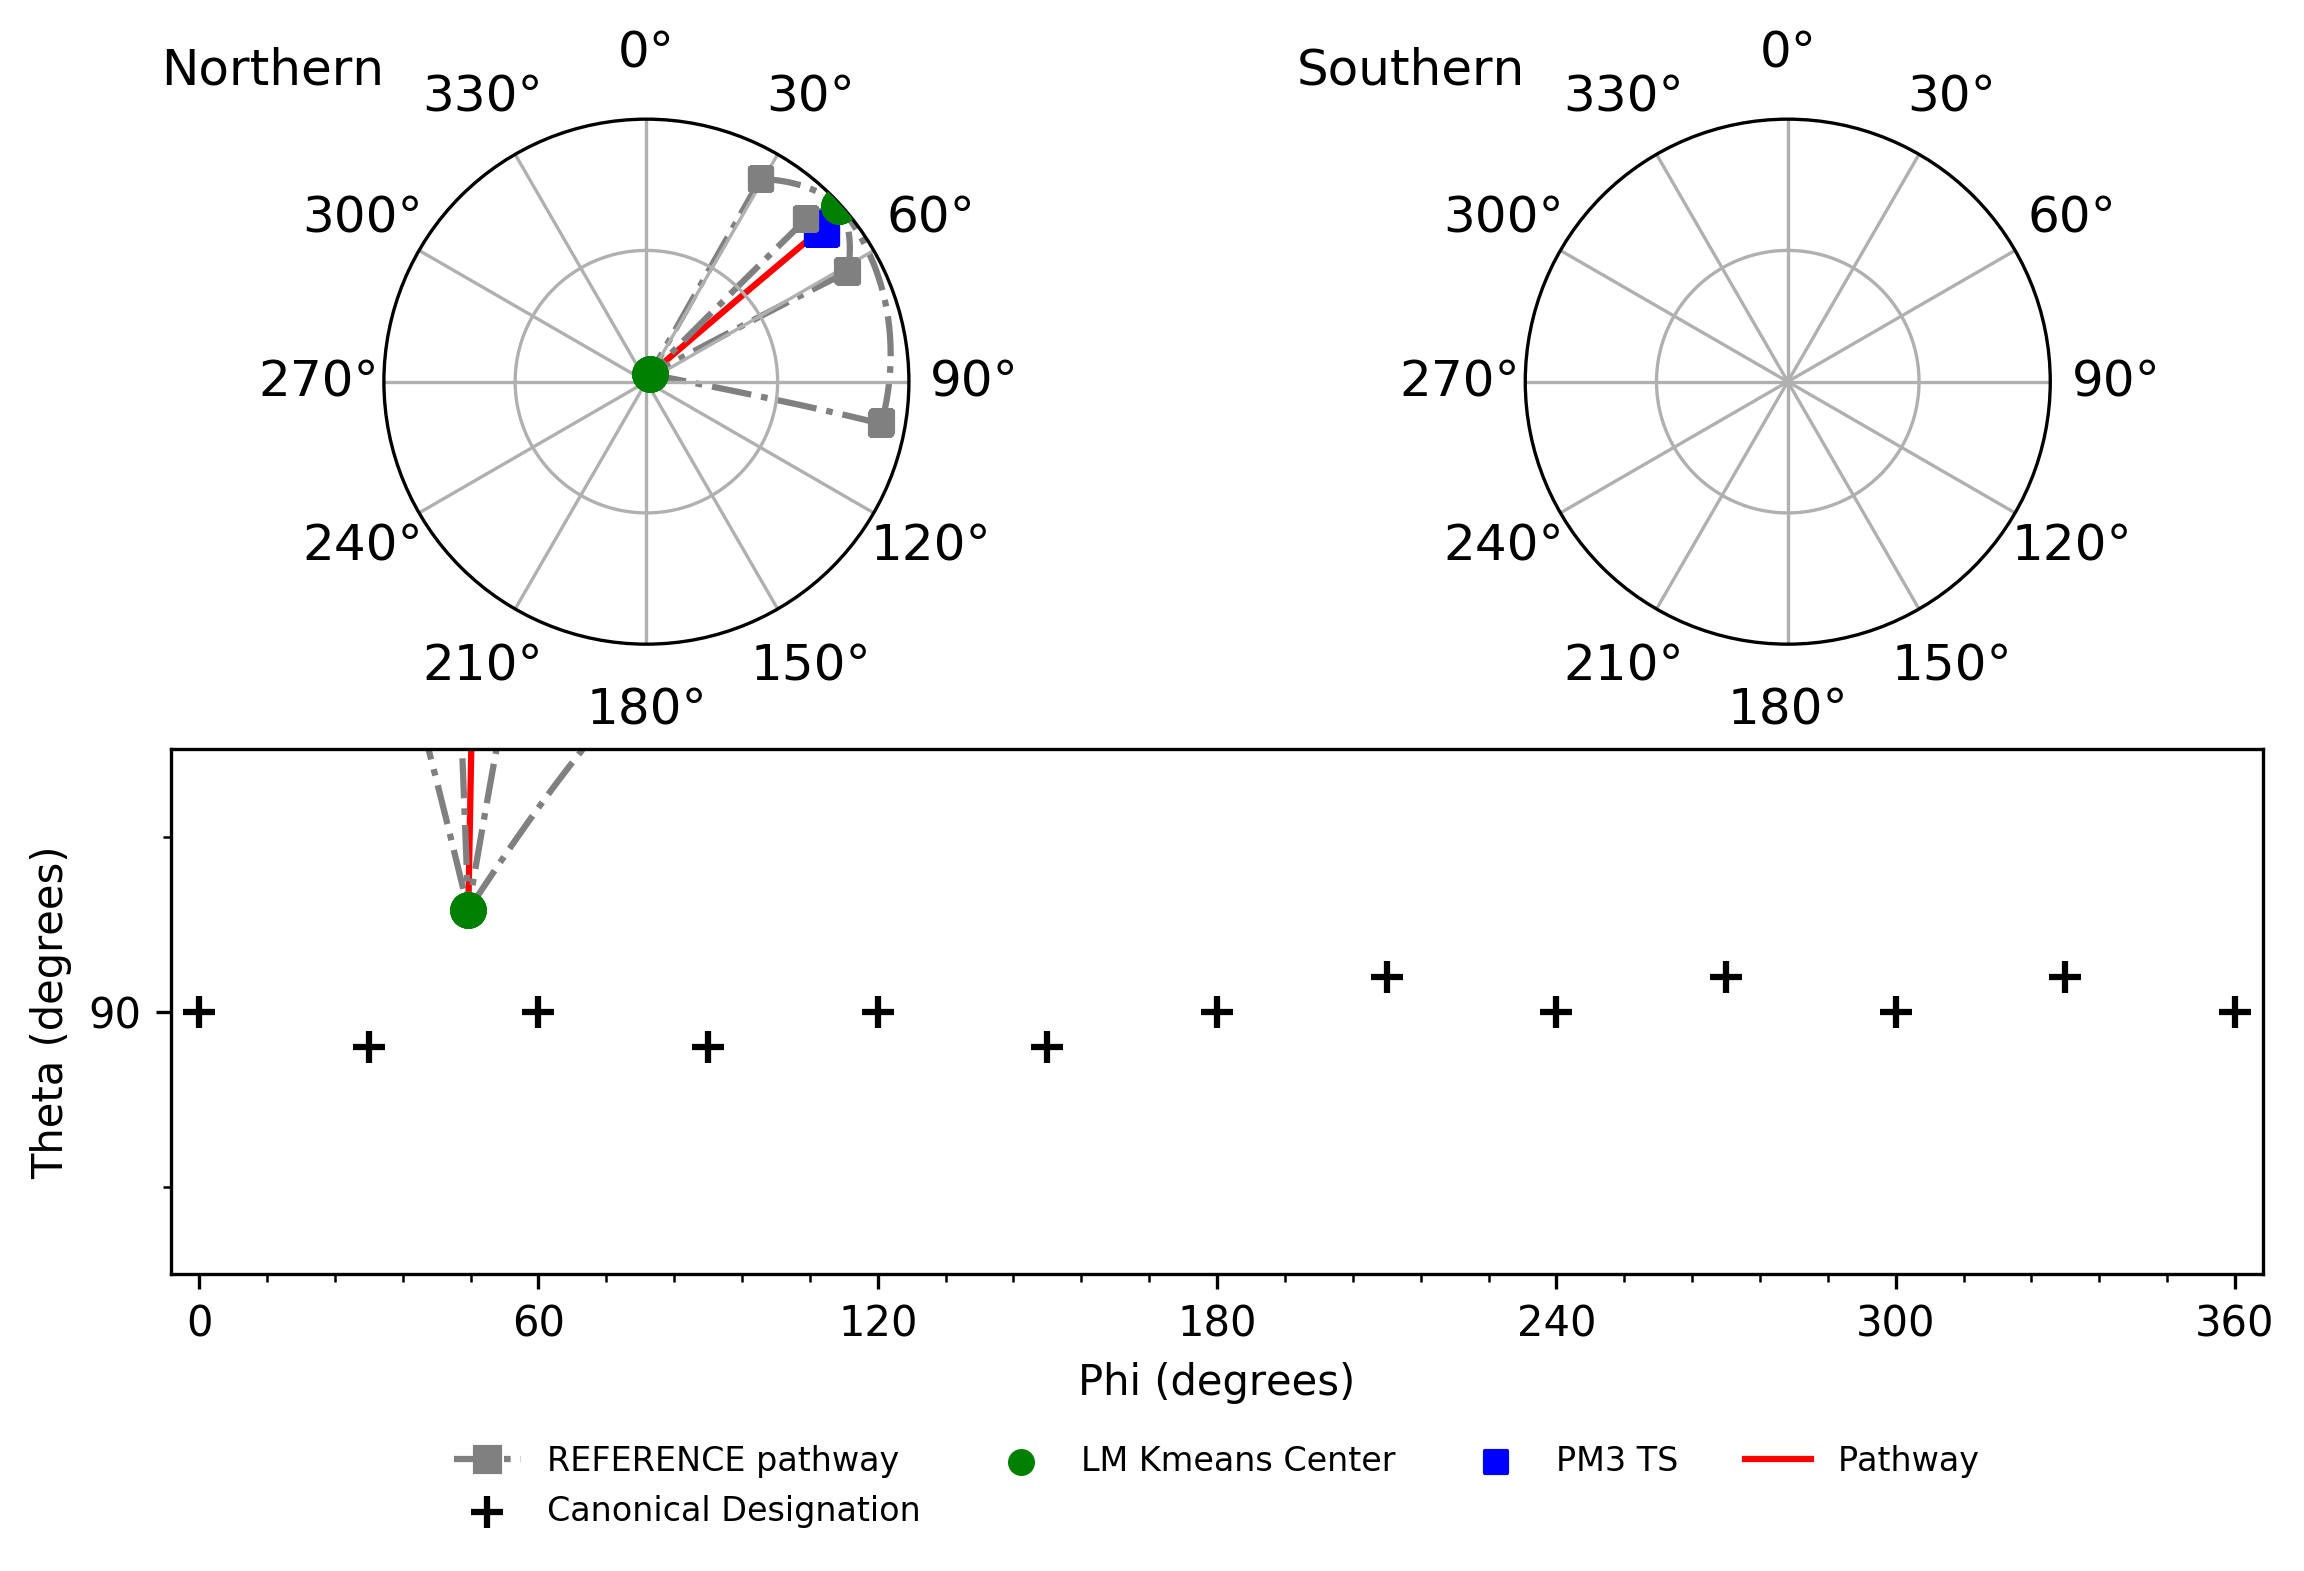 Northern
0°
330°
30°
300°
60°
270°
90°
240°
120°
210°
150°
180°
Southern
0°
330°
30°
300°
60°
270°
90°
240°
120°
210°
150°
180°
Theta (degrees)
90
0 60 120 180 240 300 360
Phi (degrees)
REFERENCE pathway
Canonical Designation
LM Kmeans Center
PM3 TS
Pathway